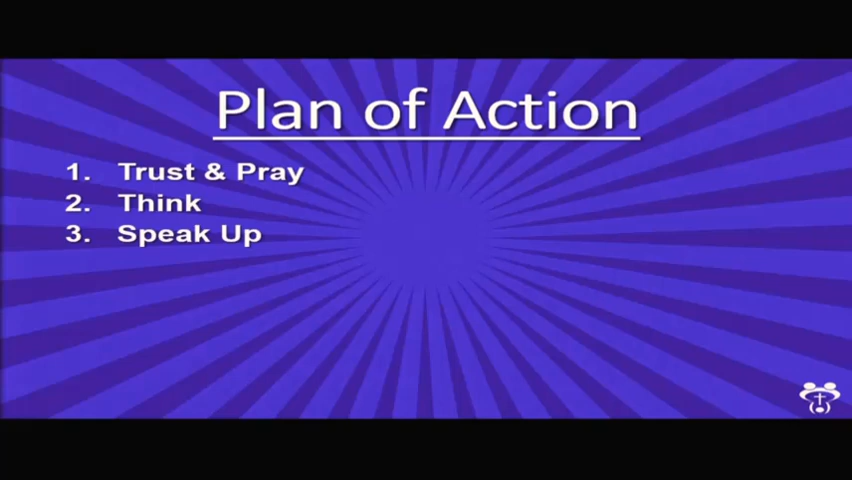 Plan of Action
1. Trust & Pray
2. Think
3. Speak Up